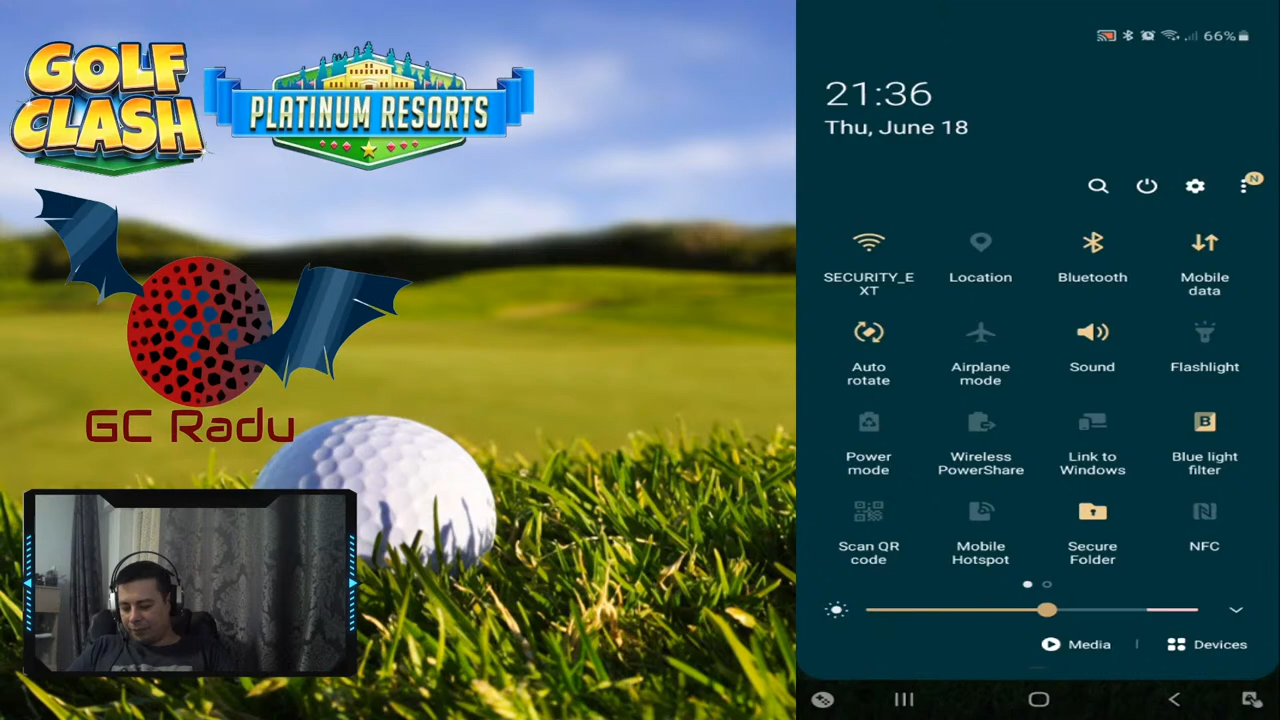 GOLF
CLASH
PLATINUM RESORTS
GC Radu
66%
21:36
Thu, June 18
N
SECURITY_E
XT
Location
Bluetooth
Mobile
data
Auto
rotate
Airplane
mode
Sound
Flashlight
Power
mode
Wireless
PowerShare
Link to
Windows
B
Blue light
filter
Scan QR
code
Mobile
Hotspot
Secure
Folder
NFC
Media
Devices